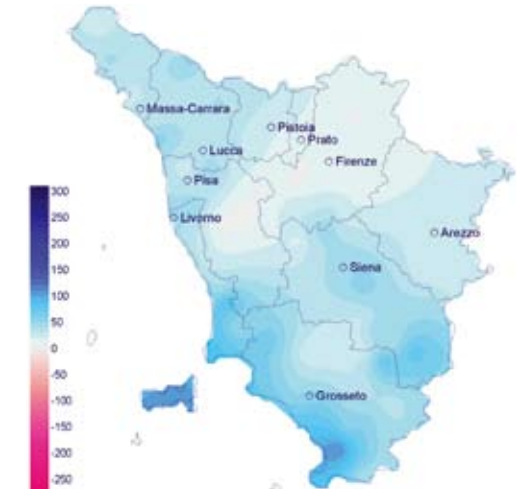 Massa-Carrara
Pistoia
Prato
Lucca
Firenze
Pisa
Livorno
Arezzo
Siena
Grosseto
300
250
200
150
100
50
0
-50
-100
-150
-200
-250